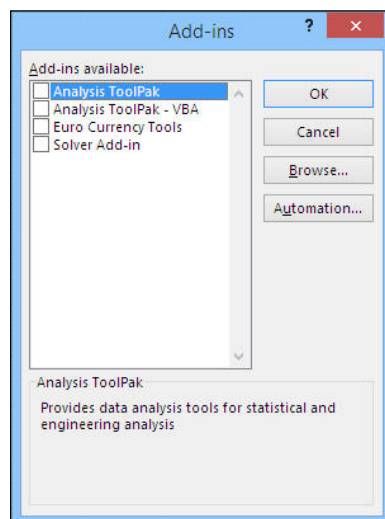 Add-ins
?
Add-ins available:
Analysis ToolPak
Analysis ToolPak - VBA
Euro Currency Tools
Solver Add-in
OK
Cancel
Browse...
Automation...
Analysis ToolPak
Provides data analysis tools for statistical and
engineering analysis